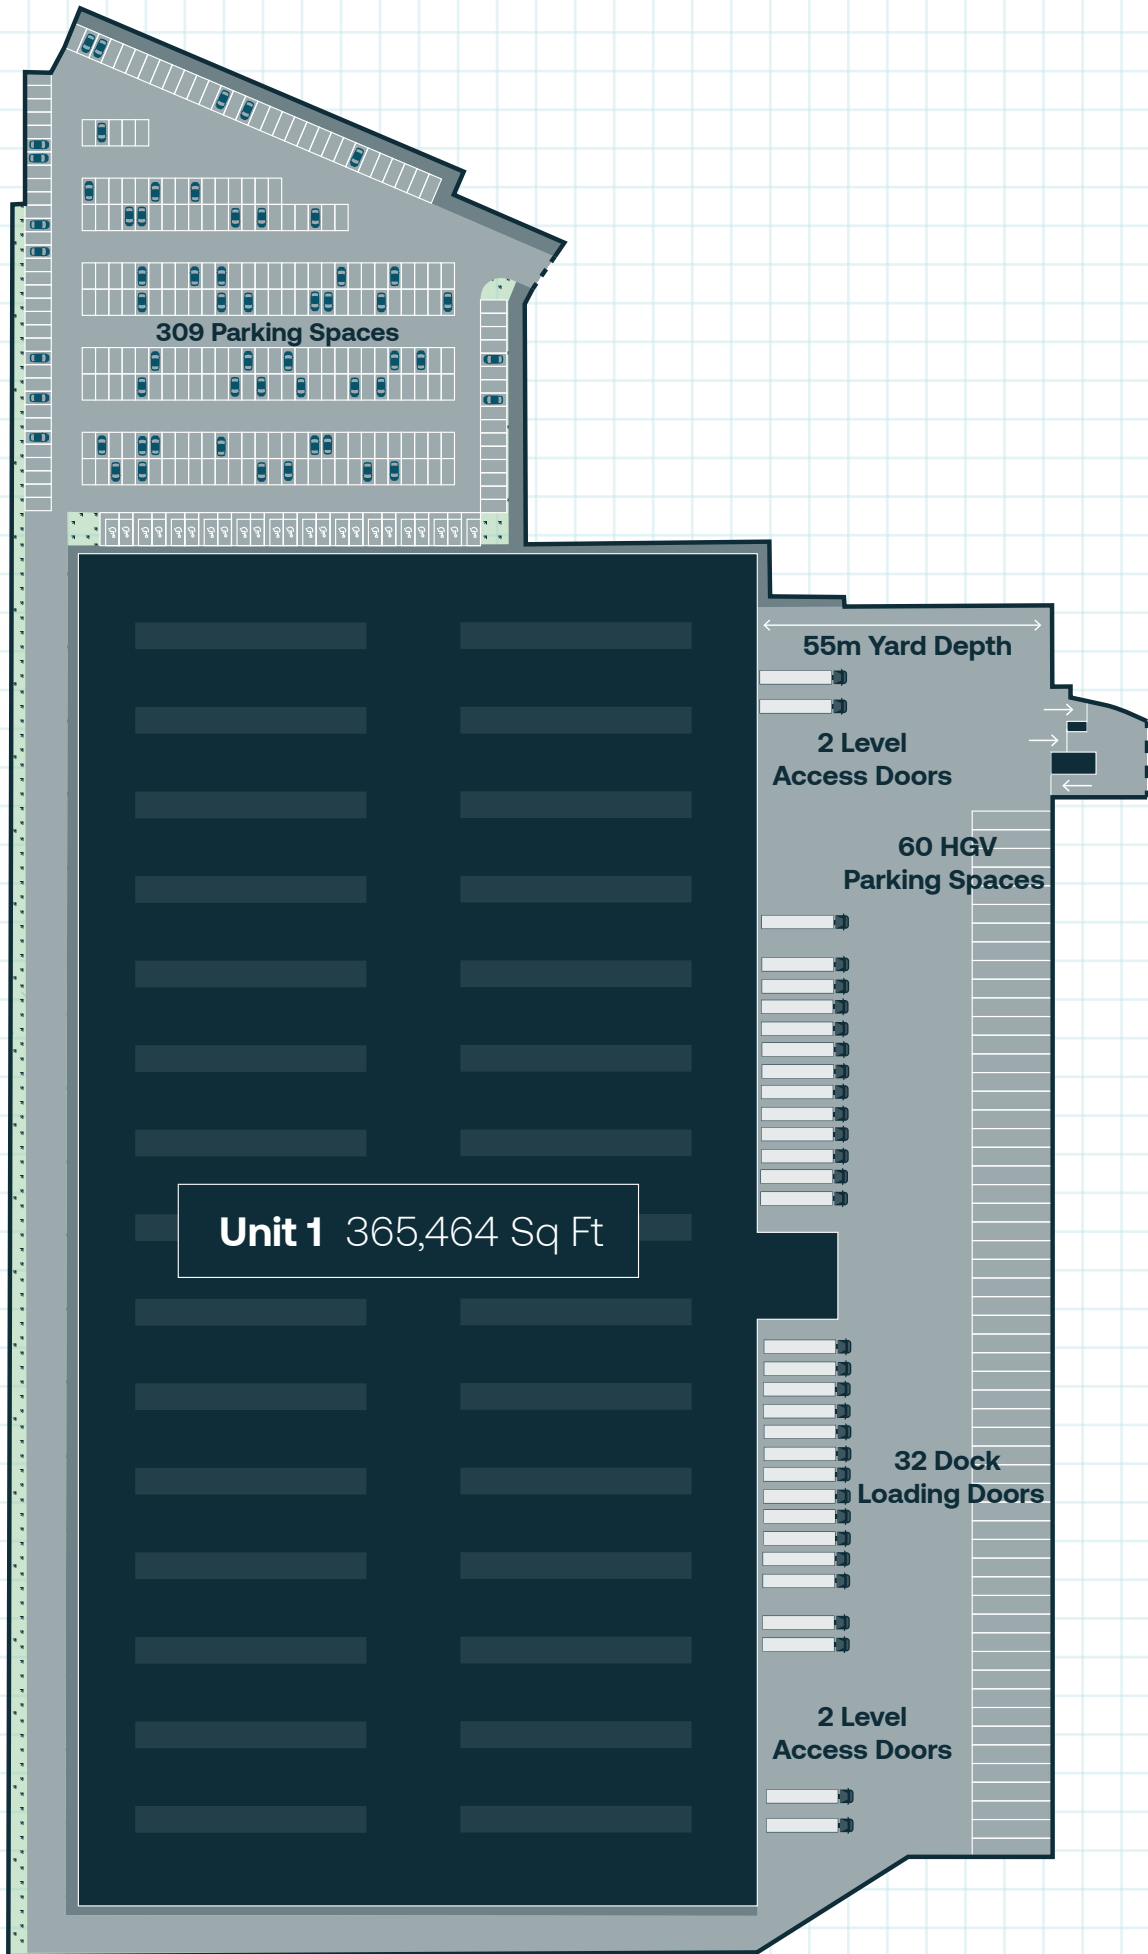 309 Parking Spaces
55m Yard Depth
2 Level
Access Doors
60 HGV
Parking Spaces
Unit 1 365,464 Sq Ft
32 Dock
Loading Doors
2 Level
Access Doors